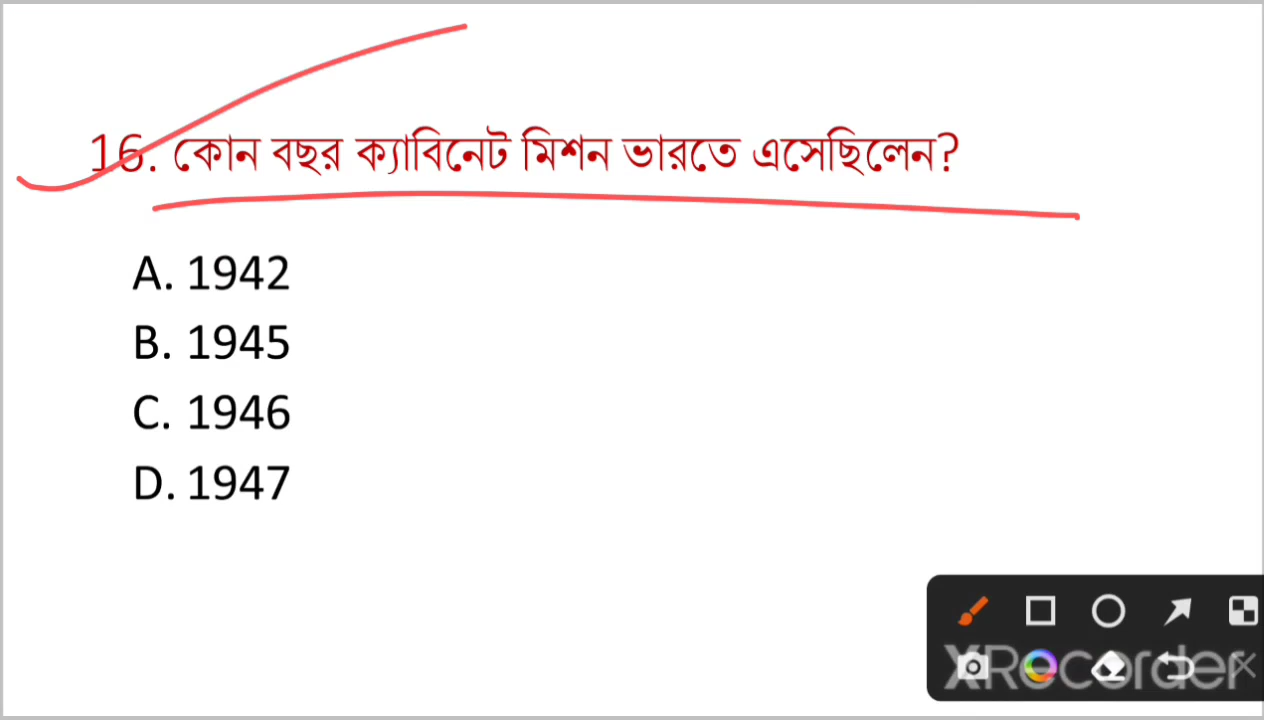 16. কোন বছর ক্যাবিনেট মিশন ভারতে এসেছিলেন?
A. 1942
B. 1945
C. 1946
D. 1947
XRecorder